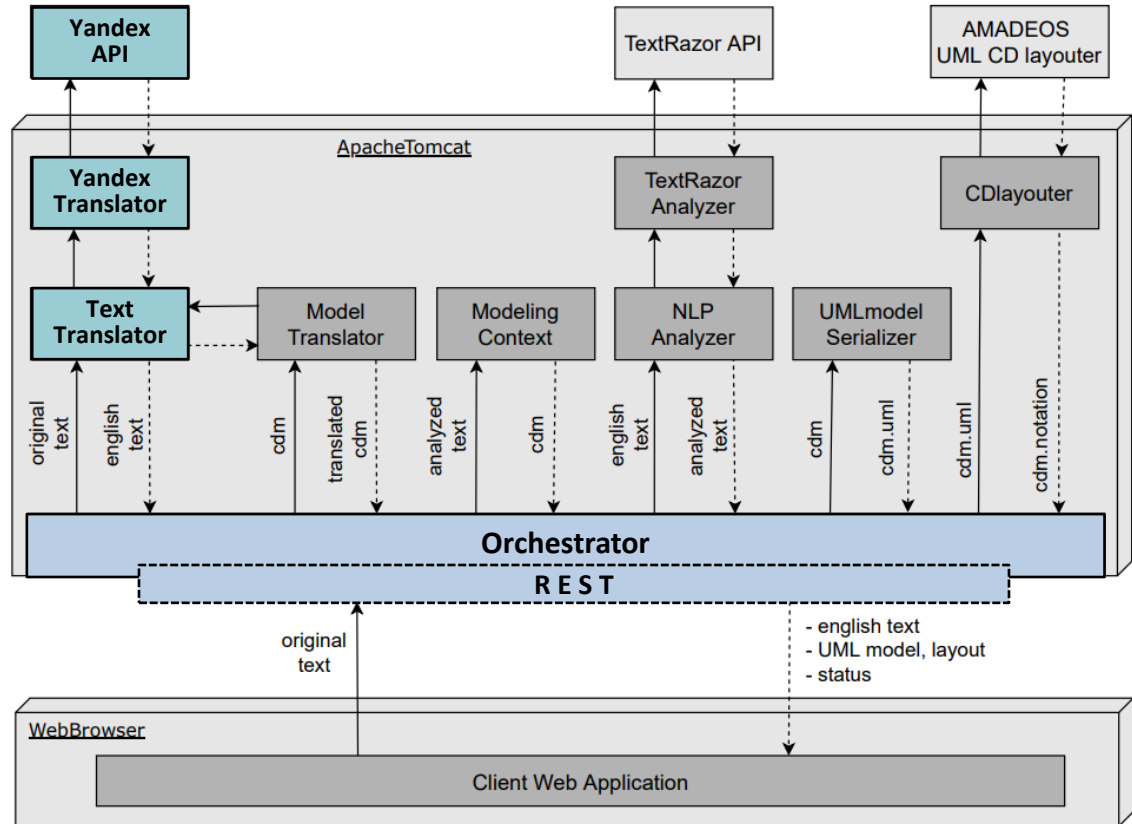 Yandex
API
TextRazor API
AMADEOS
UML CD layouter
ApacheTomcat
Yandex
Translator
TextRazor
Analyzer
CDlayouter
Text
Translator
Model
Translator
Modeling
Context
NLP
Analyzer
UMLmodel
Serializer
original
text
english
text
cdm
translated
cdm
analyzed
text
cdm
english
text
analyzed
text
cdm
cdm.uml
cdm.uml
cdm.notation
Orchestrator
R E S T
original
text
- english text
- UML model, layout
- status
WebBrowser
Client Web Application